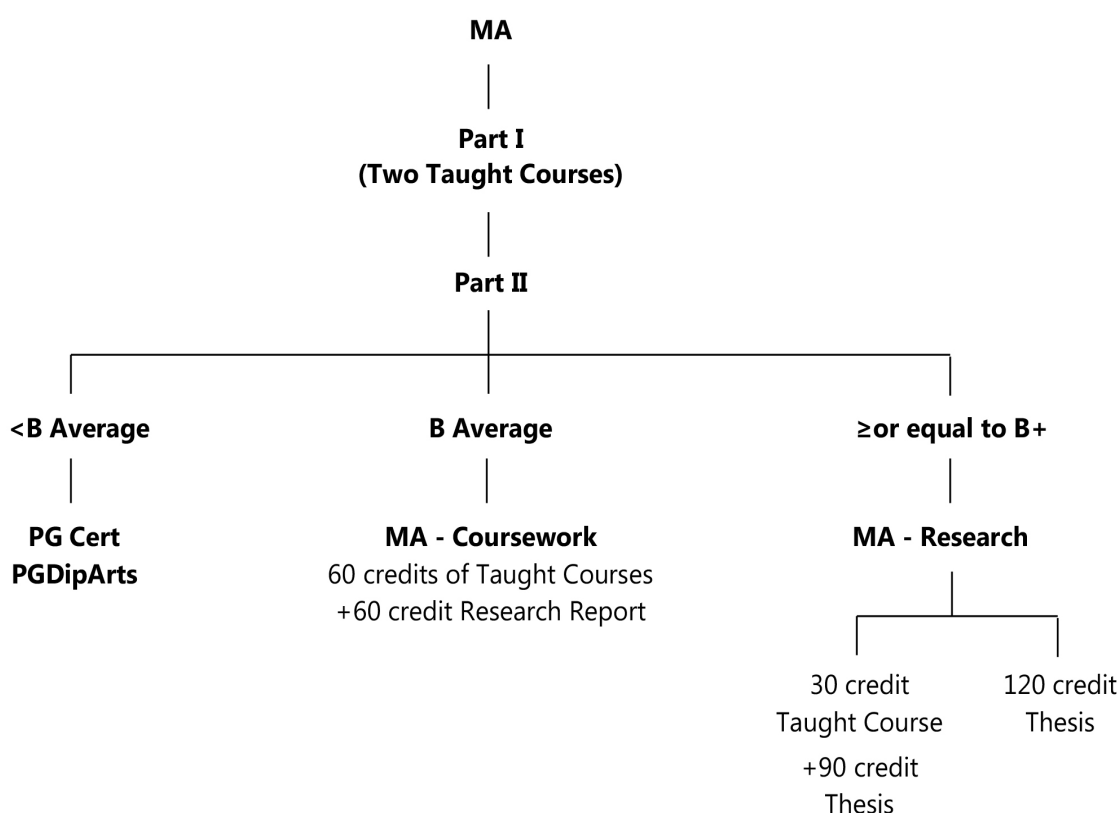 MA
Part I
(Two Taught Courses)
Part II
<B Average
B Average
≥or equal to B+
PG Cert
PGDipArts
MA - Coursework
60 credits of Taught Courses
+60 credit Research Report
MA - Research
30 credit
Taught Course
+90 credit
Thesis
120 credit
Thesis